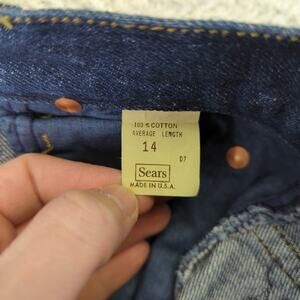 100% COTTON
AVERAGE LENGTH
14
D7
Sears
MADE IN U.S.A.